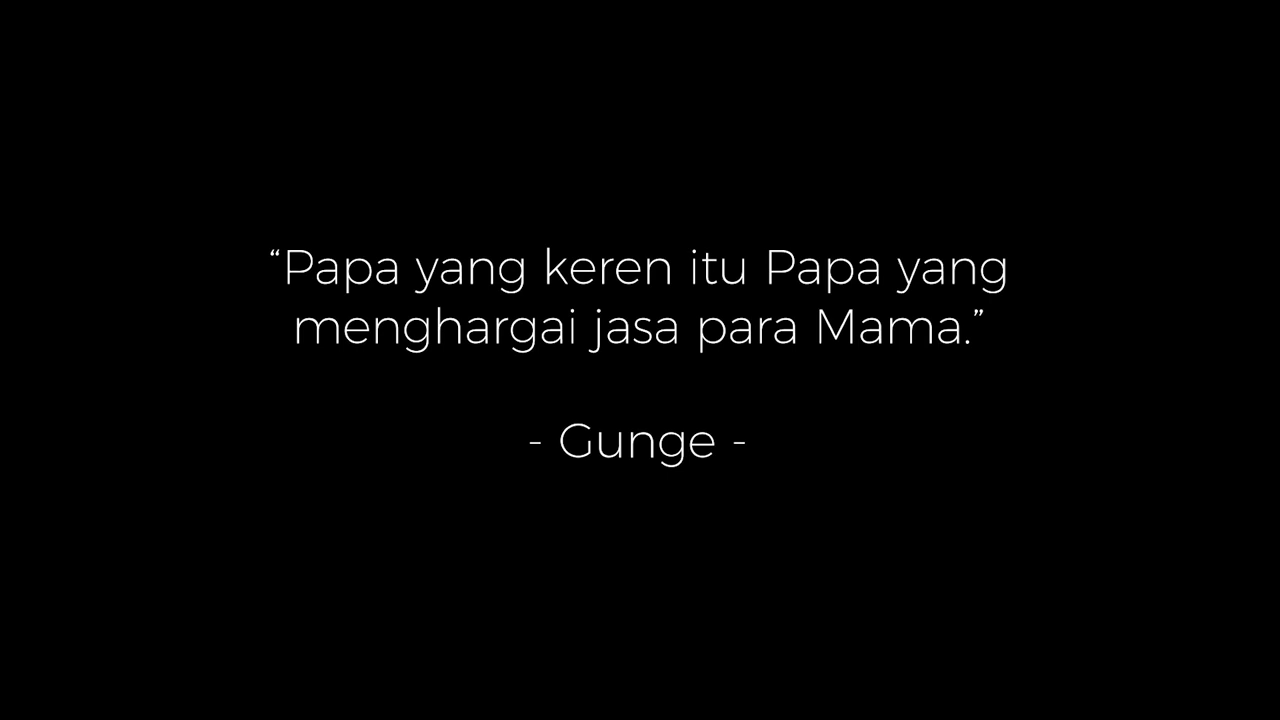 “Papa yang keren itu Papa yang
menghargai jasa para Mama.”
- Gunge -